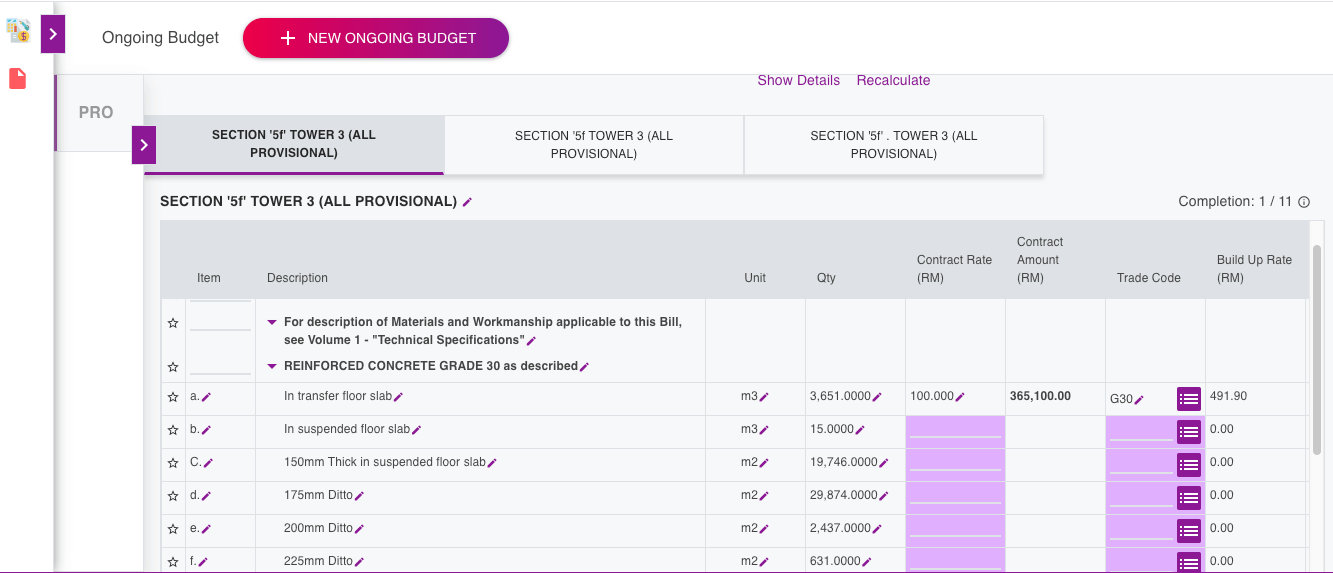 Ongoing Budget
NEW ONGOING BUDGET
PRO
Show Details Recalculate
SECTION '5f' TOWER 3 (ALL
PROVISIONAL)
SECTION '5f TOWER 3 (ALL
PROVISIONAL)
SECTION '5f' . TOWER 3 (ALL
PROVISIONAL)
SECTION '5f' TOWER 3 (ALL PROVISIONAL)
Completion: 1 / 11
Item Description Unit Qty Contract Rate (RM) Contract Amount (RM) Trade Code Build Up Rate (RM)
For description of Materials and Workmanship applicable to this Bill,
see Volume 1 - "Technical Specifications"
REINFORCED CONCRETE GRADE 30 as described
a. In transfer floor slab m3 3,651.0000 100.000 365,100.00 G30 491.90
b. In suspended floor slab m3 15.0000 0.00
C. 150mm Thick in suspended floor slab m2 19,746.0000 0.00
d. 175mm Ditto m2 29,874.0000 0.00
e. 200mm Ditto m2 2,437.0000 0.00
f. 225mm Ditto m2 631.0000 0.00